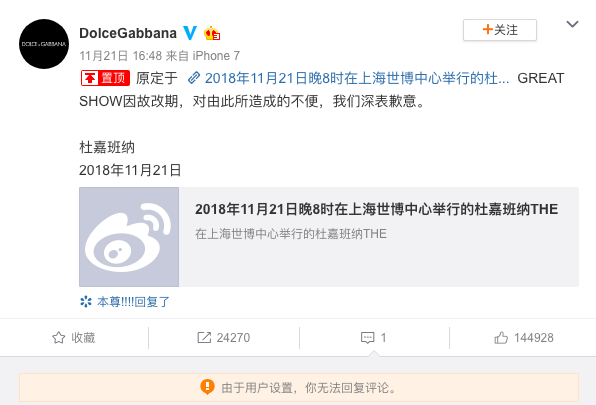 DOLCE & GABBANA
DolceGabbana
+关注
11月21日 16:48 来自 iPhone 7
置顶 原定于 2018年11月21日晚8时在上海世博中心举行的杜... GREAT
SHOW因故改期，对由此所造成的不便，我们深表歉意。
杜嘉班纳
2018年11月21日
2018年11月21日晚8时在上海世博中心举行的杜嘉班纳THE
在上海世博中心举行的杜嘉班纳THE
本尊!!!!回复了
收藏
24270
1
144928
由于用户设置，你无法回复评论。